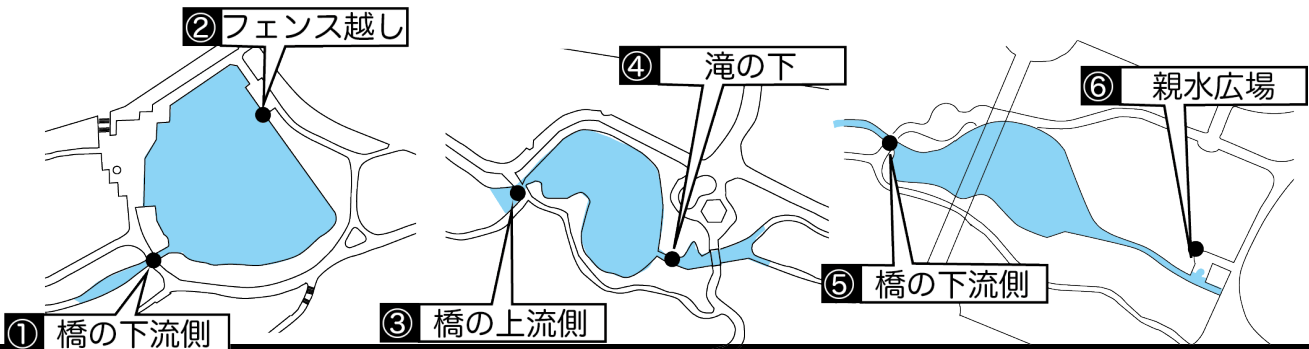 ② フェンス越し
④ 滝の下
⑥ 親水広場
⑤ 橋の下流側
③ 橋の上流側
① 橋の下流側